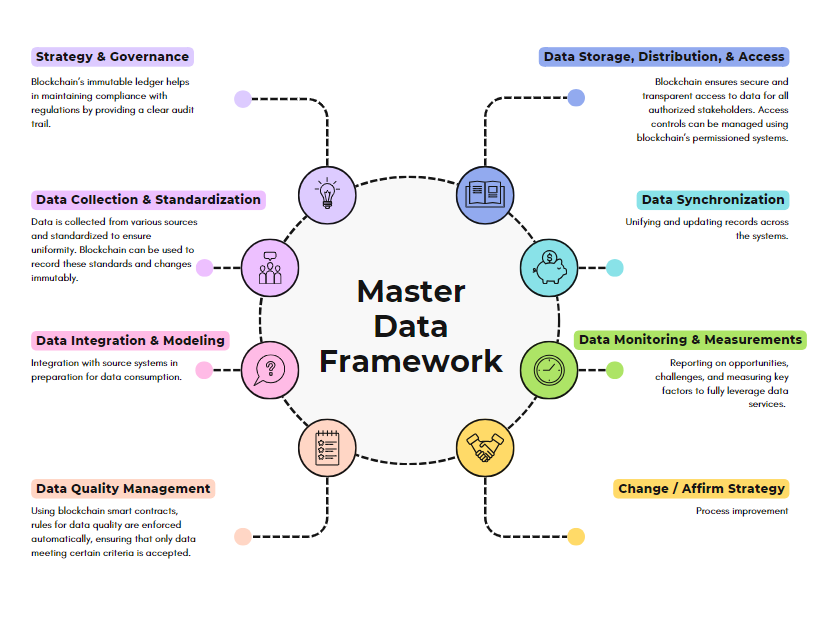 Strategy & Governance
Blockchain's immutable ledger helps
in maintaining compliance with
regulations by providing a clear audit
trail.
Data Collection & Standardization
Data is collected from various sources
and standardized to ensure
uniformity. Blockchain can be used to
record these standards and changes
immutably.
Data Integration & Modeling
Integration with source systems in
preparation for data consumption.
Data Quality Management
Using blockchain smart contracts,
rules for data quality are enforced
automatically, ensuring that only data
meeting certain criteria is accepted.
Master
Data
Framework
?
$
Data Storage, Distribution, & Access
Blockchain ensures secure and
transparent access to data for all
authorized stakeholders. Access
controls can be managed using
blockchain's permissioned systems.
Data Synchronization
Unifying and updating records across
the systems.
Data Monitoring & Measurements
Reporting on opportunities,
challenges, and measuring key
factors to fully leverage data
services.
Change / Affirm Strategy
Process improvement